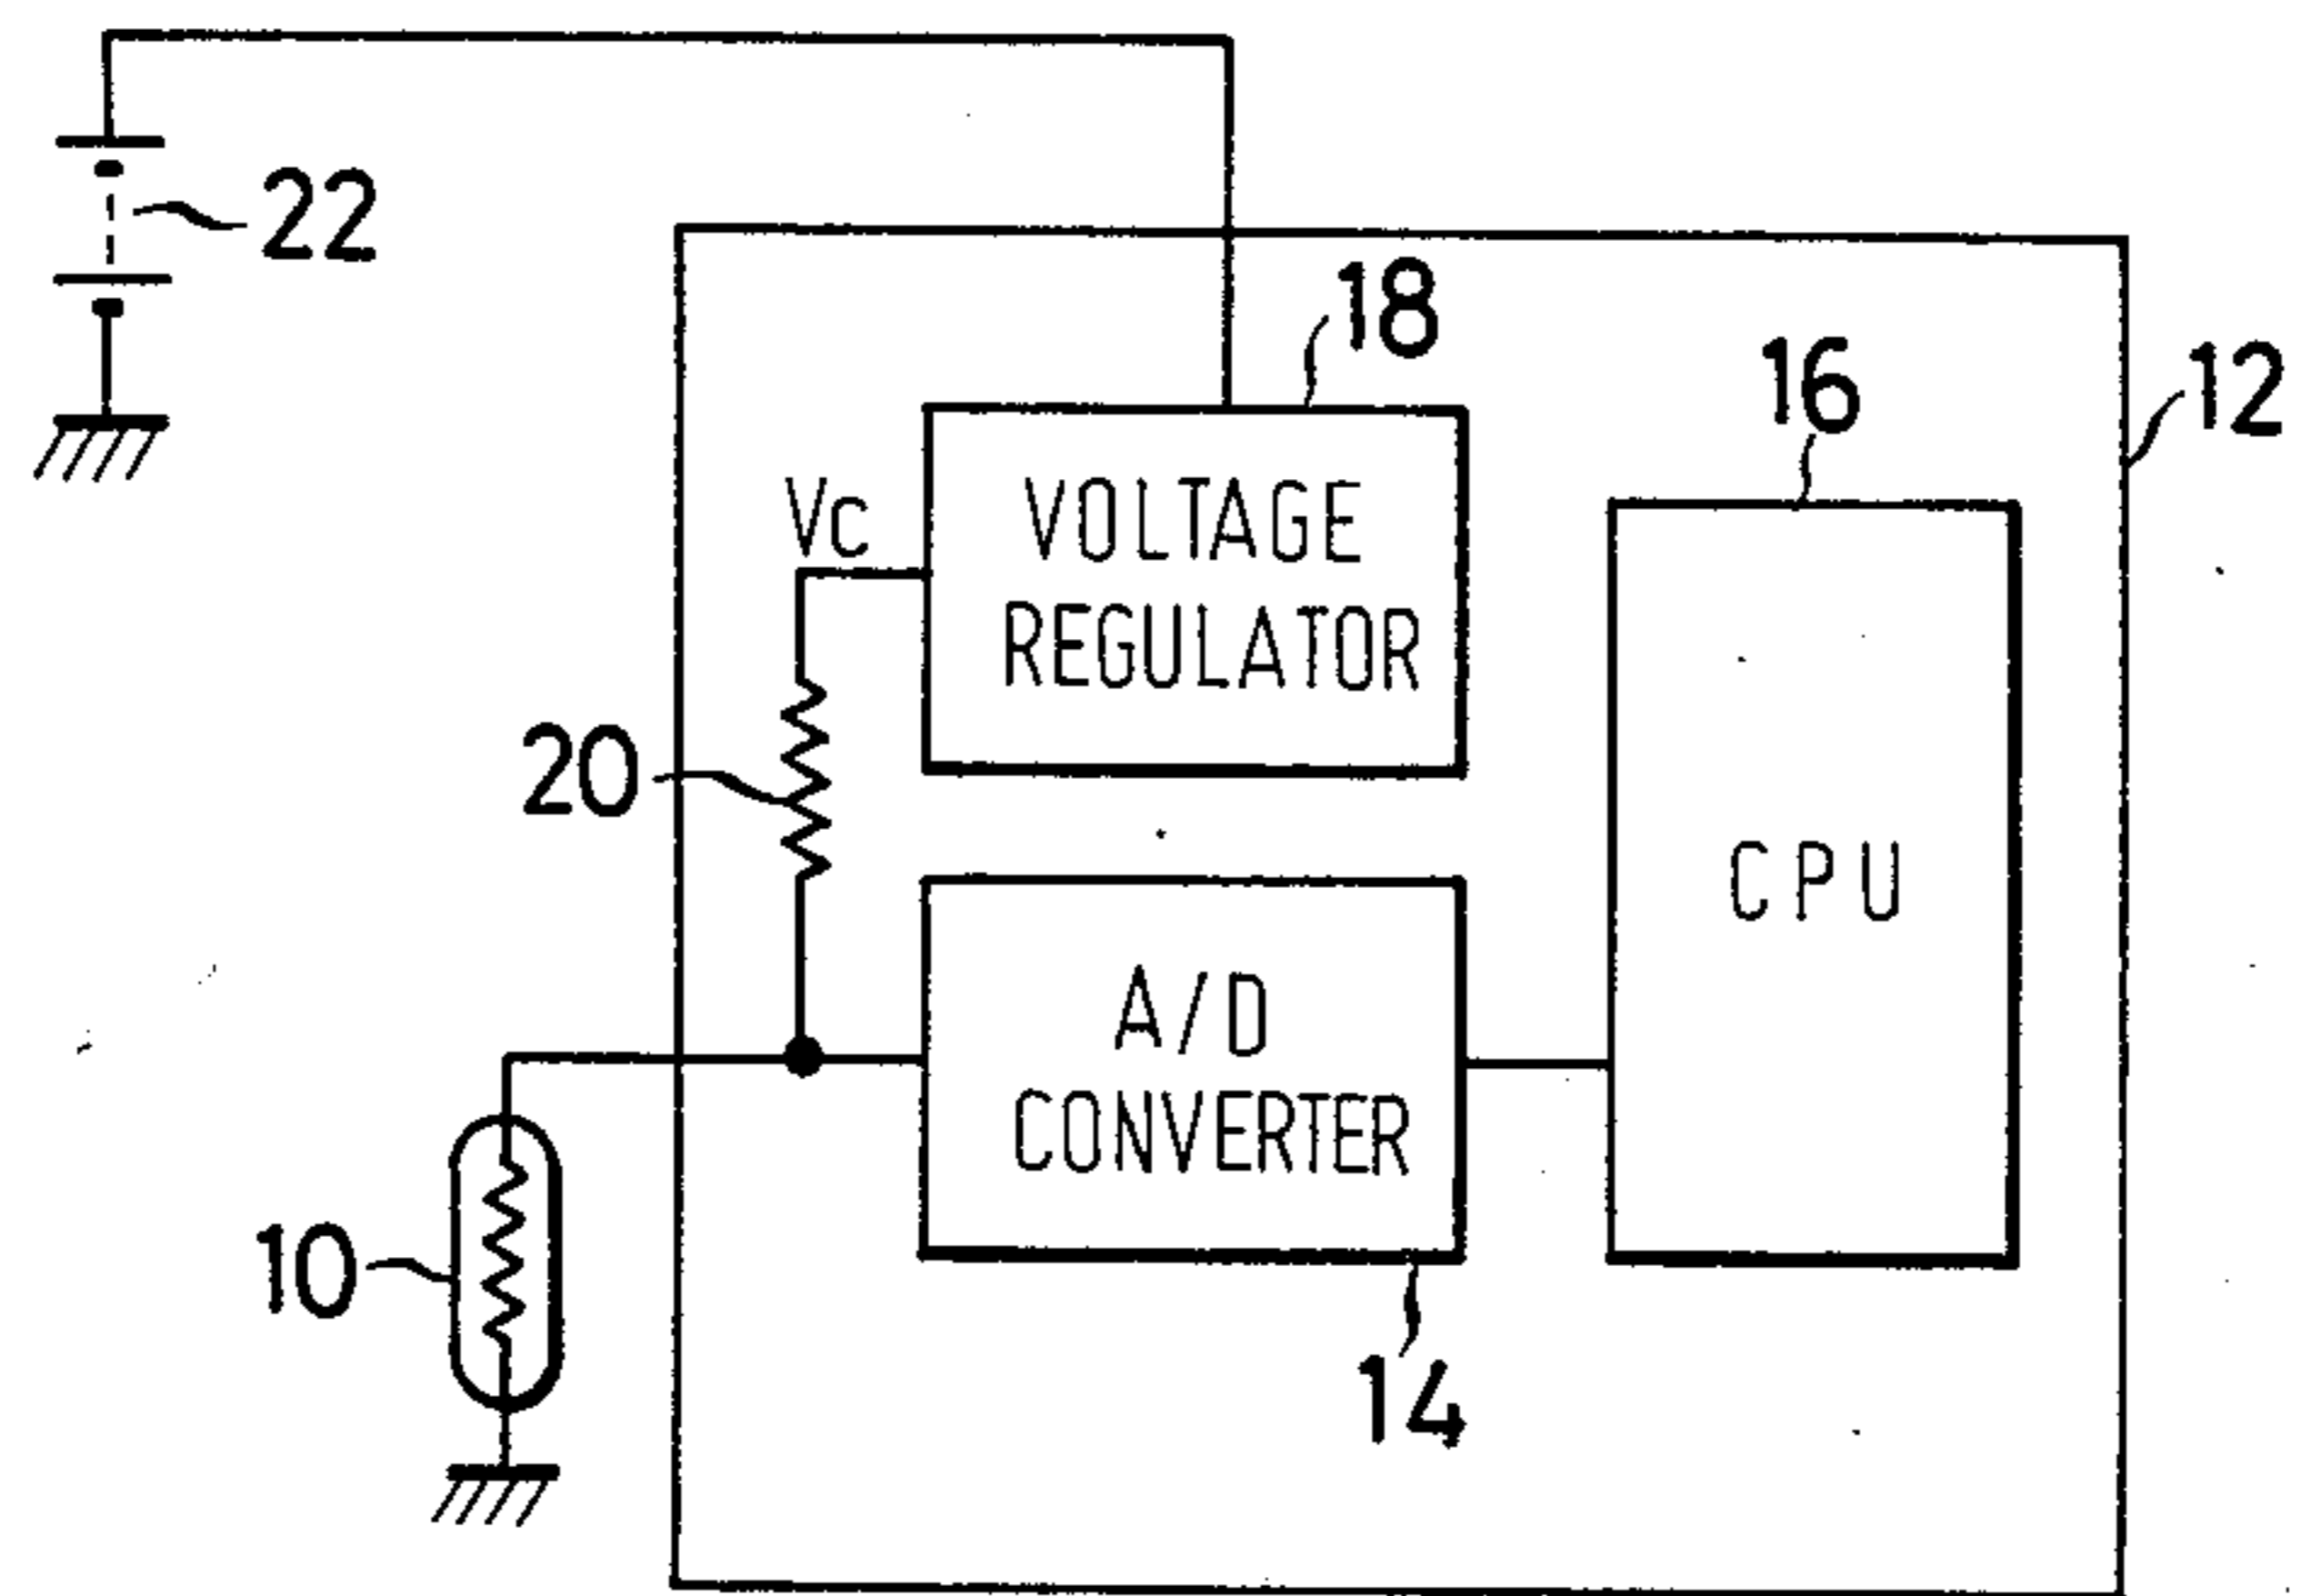 22
18
16
12
Vc
VOLTAGE
REGULATOR
20
CPU
A/D
CONVERTER
10
14